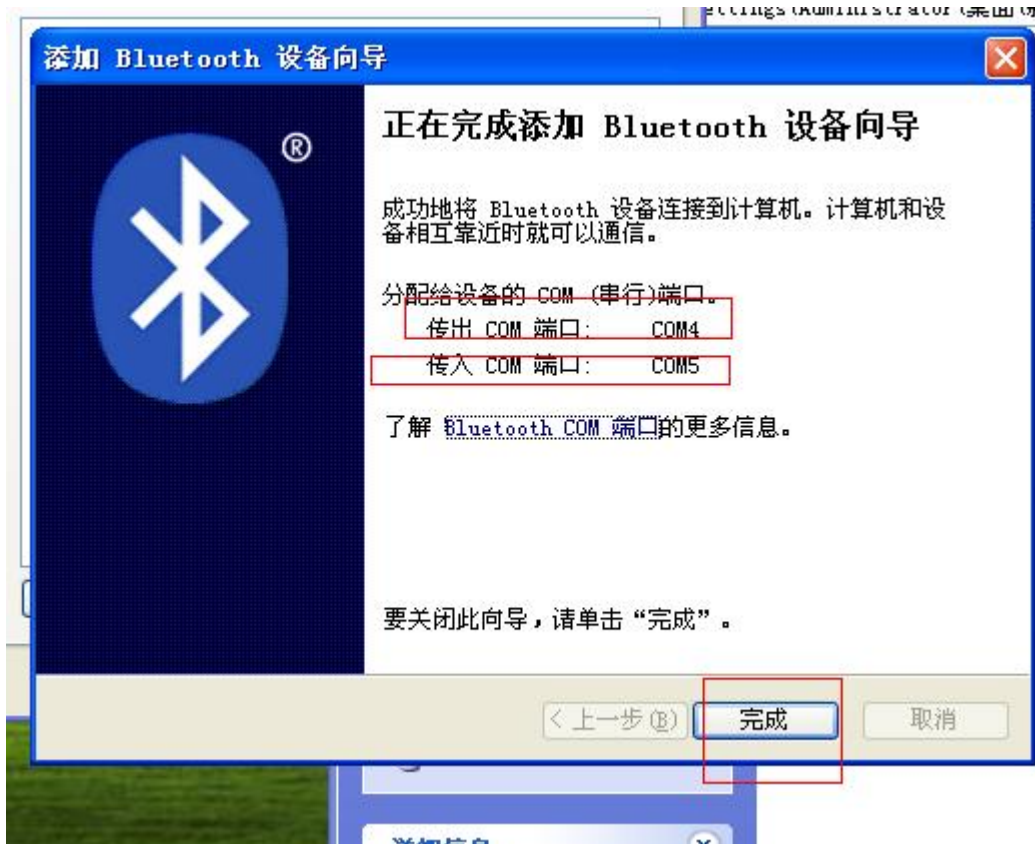 添加 Bluetooth 设备向导
正在完成添加 Bluetooth 设备向导
®
成功地将 Bluetooth 设备连接到计算机。计算机和设
备相互靠近时就可以通信。
分配给设备的 COM (串行)端口。
传出 COM 端口: COM4
传入 COM 端口: COM5
了解 Bluetooth COM 端口的更多信息。
要关闭此向导，请单击“完成”。
< 上一步(B)
完成
取消